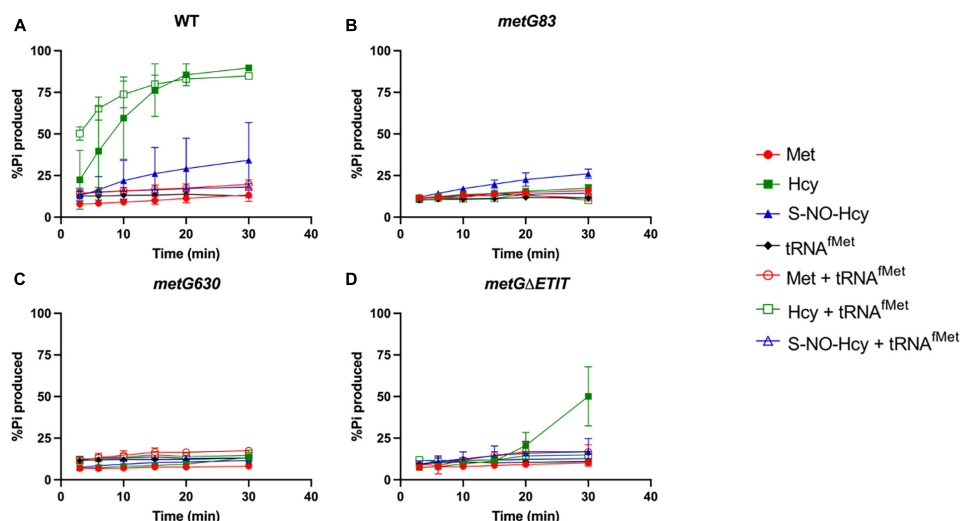 A
WT
100
75
50
25
0
%Pi produced
0 10 20 30 40
Time (min)
B
metG83
100
75
50
25
0
%Pi produced
0 10 20 30 40
Time (min)
C
metG630
100
75
50
25
0
%Pi produced
0 10 20 30 40
Time (min)
D
metGΔETIT
100
75
50
25
0
%Pi produced
0 10 20 30 40
Time (min)
Met
Hcy
S-NO-Hcy
tRNAfMet
Met + tRNAfMet
Hcy + tRNAfMet
S-NO-Hcy + tRNAfMet